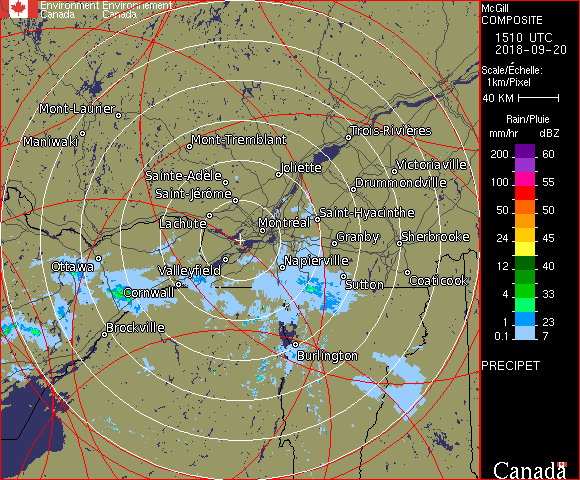 Environment Environnement
Canada Canada
McGill
COMPOSITE
1510 UTC
2018-09-20
Scale/Échelle:
1km/Pixel
40 KM
Rain/Pluie
mm/hr dBZ
200 60
100 55
50 50
24 45
12 40
4 33
1 23
0.1 7
PRECIPET
Canada
Mont-Laurier
Maniwaki
Mont-Tremblant
Trois-Rivières
Joliette
Victoriaville
Sainte-Adèle
Drummondville
Saint-Jérôme
Lachute
Montréal
Saint-Hyacinthe
Granby
Sherbrooke
Ottawa
Valleyfield
Napierville
Cornwall
Sutton
Coaticook
Brockville
Burlington